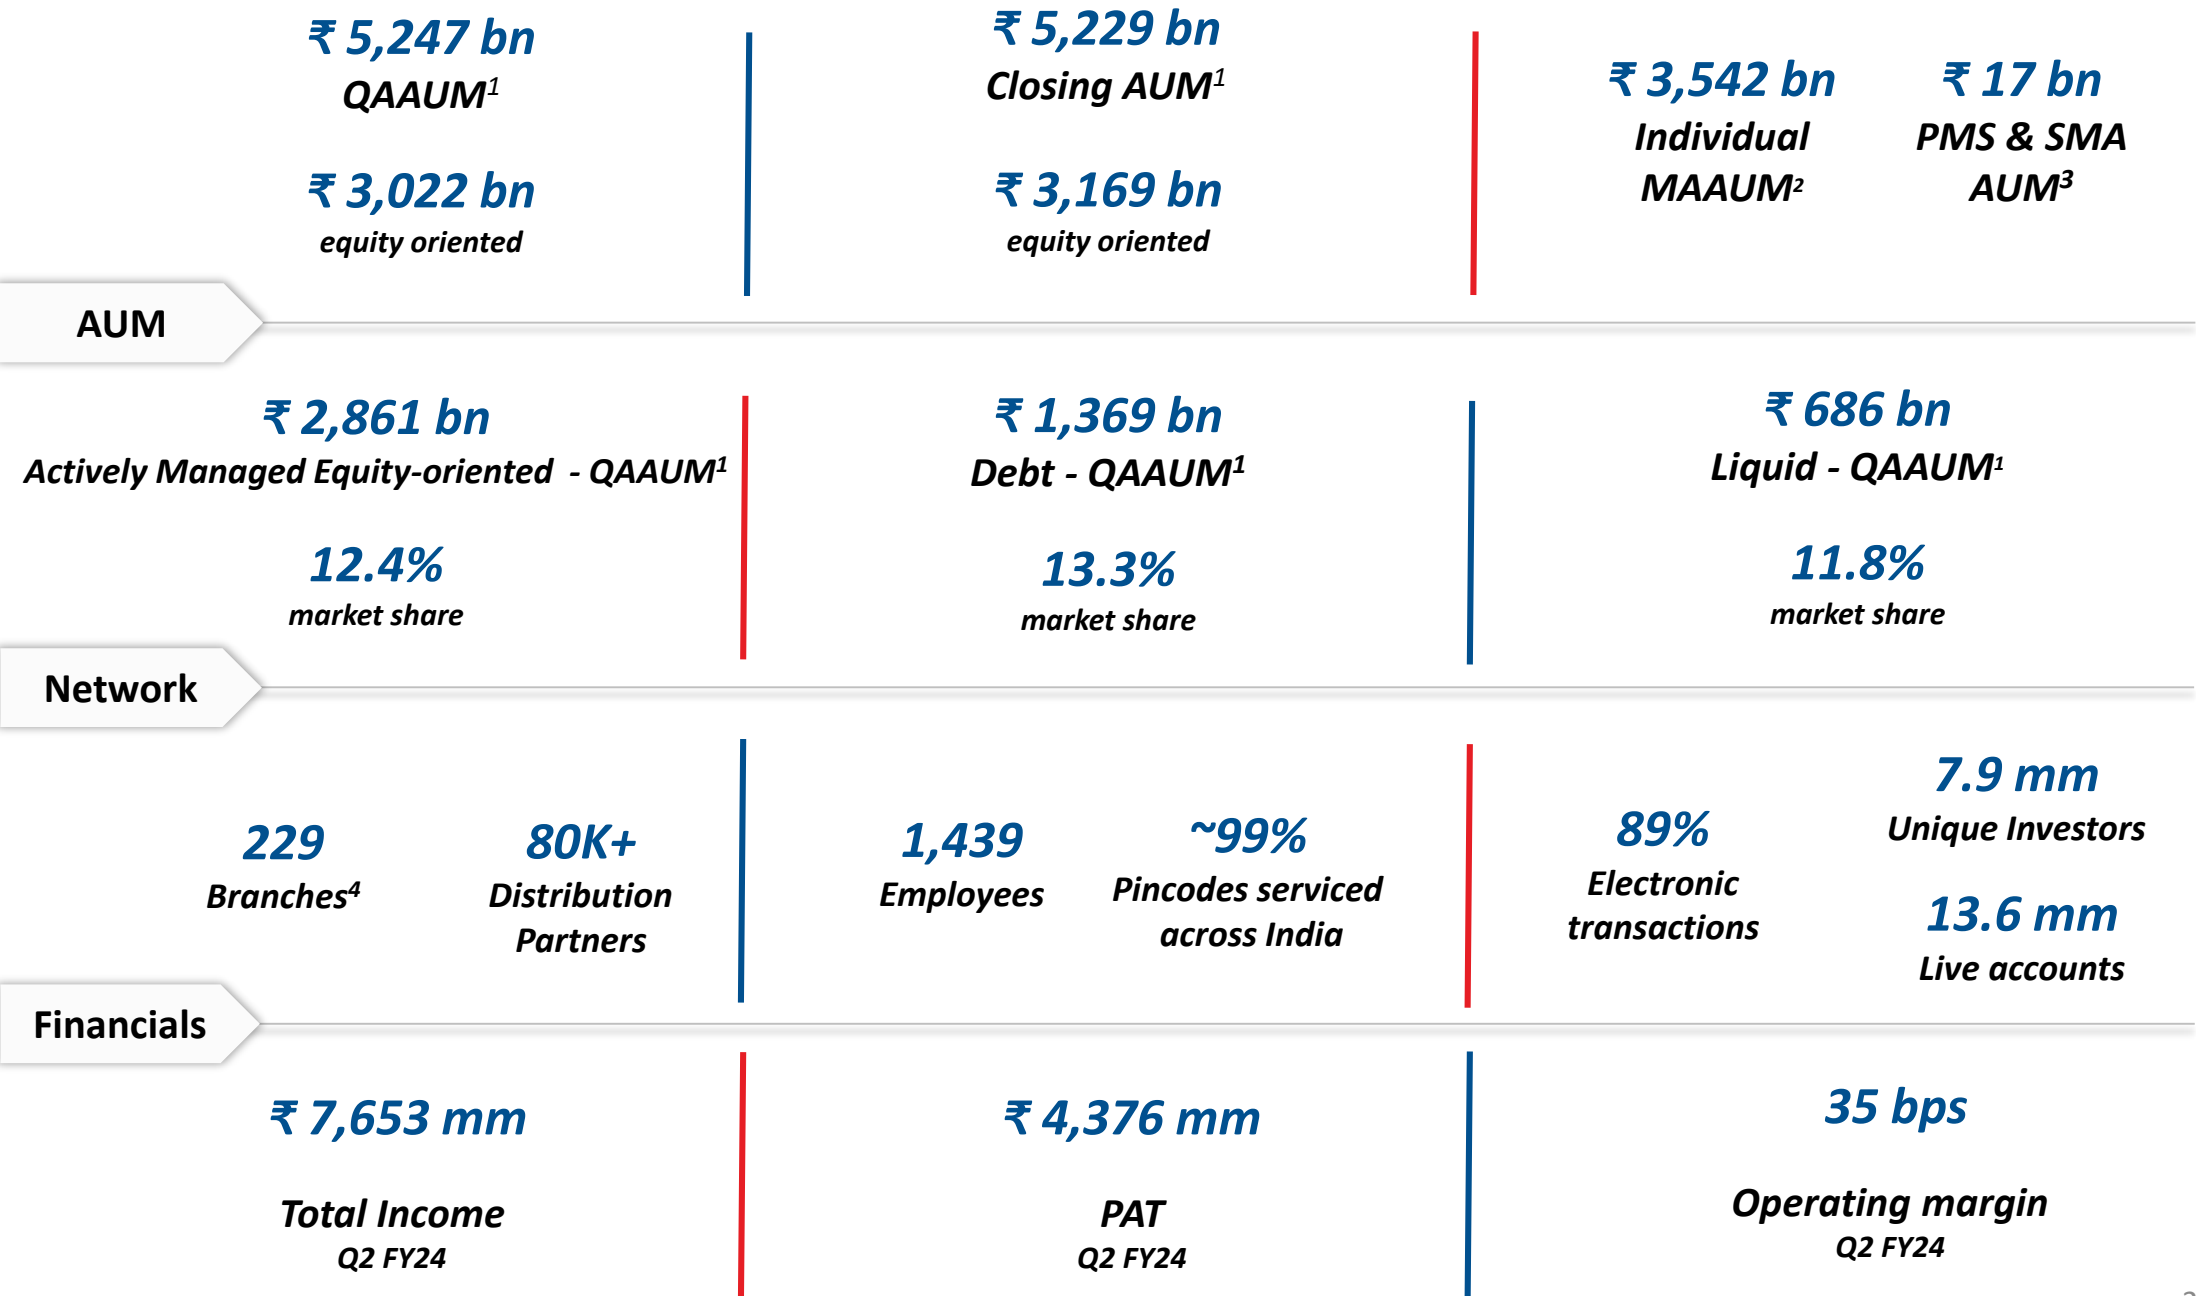 ₹ 5,247 bn
QAAUM¹
₹ 3,022 bn
equity oriented
₹ 5,229 bn
Closing AUM¹
₹ 3,169 bn
equity oriented
₹ 3,542 bn
Individual
MAAUM²
₹ 17 bn
PMS & SMA
AUM³
AUM
₹ 2,861 bn
Actively Managed Equity-oriented - QAAUM¹
12.4%
market share
₹ 1,369 bn
Debt - QAAUM¹
13.3%
market share
₹ 686 bn
Liquid - QAAUM¹
11.8%
market share
Network
229
Branches⁴
80K+
Distribution
Partners
1,439
Employees
~99%
Pincodes serviced
across India
89%
Electronic
transactions
7.9 mm
Unique Investors
13.6 mm
Live accounts
Financials
₹ 7,653 mm
Total Income
Q2 FY24
₹ 4,376 mm
PAT
Q2 FY24
35 bps
Operating margin
Q2 FY24